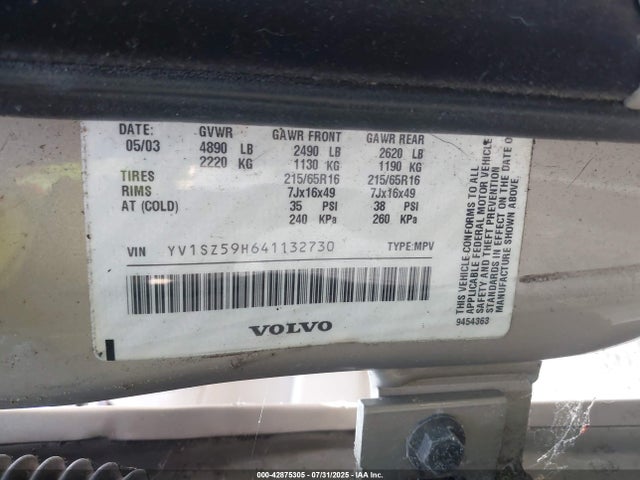 DATE: GVWR GAWR FRONT GAWR REAR
05/03 4890 LB 2490 LB 2620 LB
2220 KG 1130 KG 1190 KG
TIRES 215/65R16 215/65R16
RIMS 7Jx16x49 7Jx16x49
AT (COLD) 35 PSI 38 PSI
240 KPa 260 KPa
VIN YV1SZ59H641132730 TYPE:MPV
VOLVO
THIS VEHICLE CONFORMS TO ALL
APPLICABLE FEDERAL MOTOR VEHICLE
SAFETY AND THEFT PREVENTION
STANDARDS IN EFFECT ON THE DATE OF
MANUFACTURE SHOWN ABOVE.
9454363
000-42875305 - 07/31/2025 - WWW.IAAI.COM